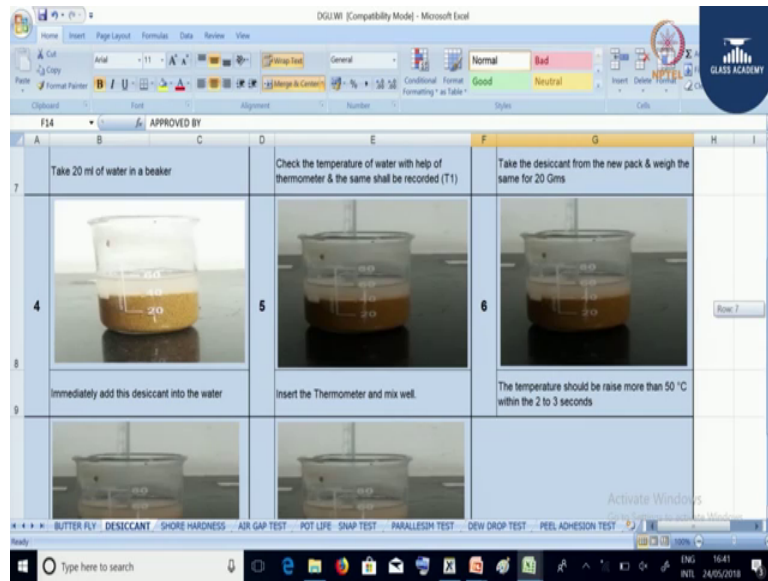 DGU.WI [Compatibility Mode] - Microsoft Excel
Home Insert Page Layout Formulas Data Review View
Cut
Copy
Format Painter
Paste
Arial 11
Wrap Text
Merge & Center
General
Conditional Formatting
Format as Table
Normal Bad
Good Neutral
Insert Delete Format
Clipboard Font Alignment Number Styles Cells
NPTEL
GLASS ACADEMY
F14 fx APPROVED BY
A B C D E F G H I
7
Take 20 ml of water in a beaker
Check the temperature of water with help of
thermometer & the same shall be recorded (T1)
Take the desiccant from the new pack & weigh the
same for 20 Gms
4 5 6
Row: 7
8
Immediately add this desiccant into the water
Insert the Thermometer and mix well.
The temperature should be raise more than 50 °C
within the 2 to 3 seconds
9
Activate Windows
BUTTER FLY DESICCANT SHORE HARDNESS AIR GAP TEST POT LIFE SNAP TEST PARALLESIM TEST DEW DROP TEST PEEL ADHESION TEST
Ready
100%
Type here to search
ENG
INTL
16:41
24/05/2018